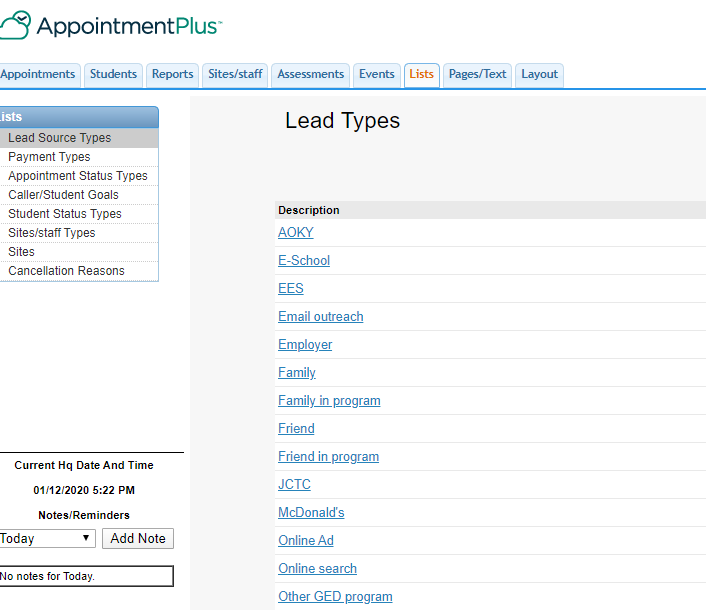 AppointmentPlus™
Appointments Students Reports Sites/staff Assessments Events Lists Pages/Text Layout
ists
Lead Source Types
Payment Types
Appointment Status Types
Caller/Student Goals
Student Status Types
Sites/staff Types
Sites
Cancellation Reasons
Current Hq Date And Time
01/12/2020 5:22 PM
Notes/Reminders
Today Add Note
No notes for Today.
Lead Types
Description
AOKY
E-School
EES
Email outreach
Employer
Family
Family in program
Friend
Friend in program
JCTC
McDonald's
Online Ad
Online search
Other GED program